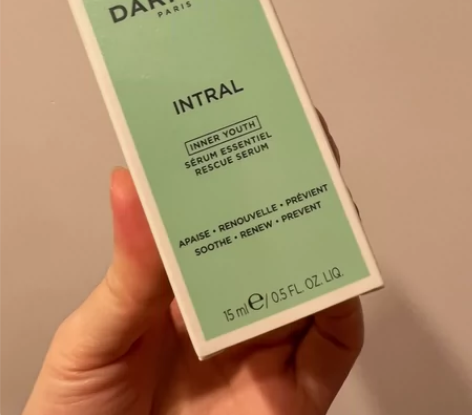 PARIS
INTRAL
INNER YOUTH
SÉRUM ESSENTIEL
RESCUE SERUM
APAISE • RENOUVELLE • PRÉVIENT
SOOTHE • RENEW • PREVENT
15 ml℮/ 0.5 FL. OZ. LIQ.